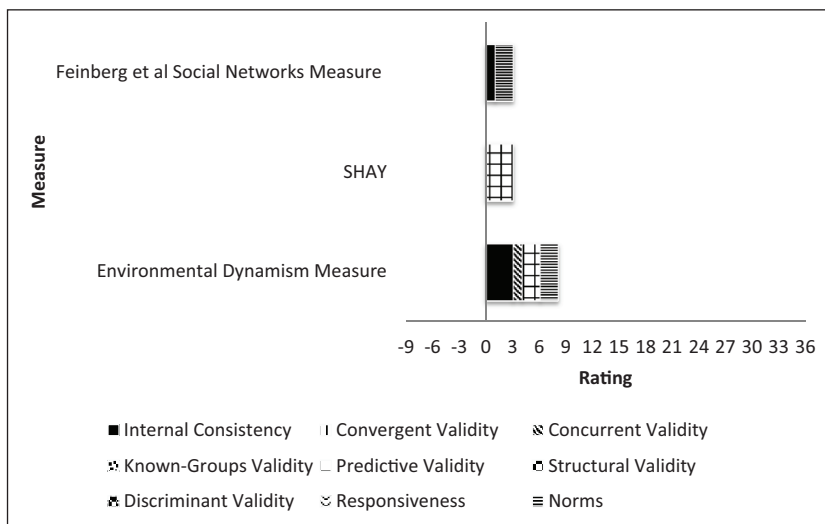 Feinberg et al Social Networks Measure
SHAY
Environmental Dynamism Measure
Measure
-9 -6 -3 0 3 6 9 12 15 18 21 24 27 30 33 36
Rating
Internal Consistency Convergent Validity Concurrent Validity
Known-Groups Validity Predictive Validity Structural Validity
Discriminant Validity Responsiveness Norms